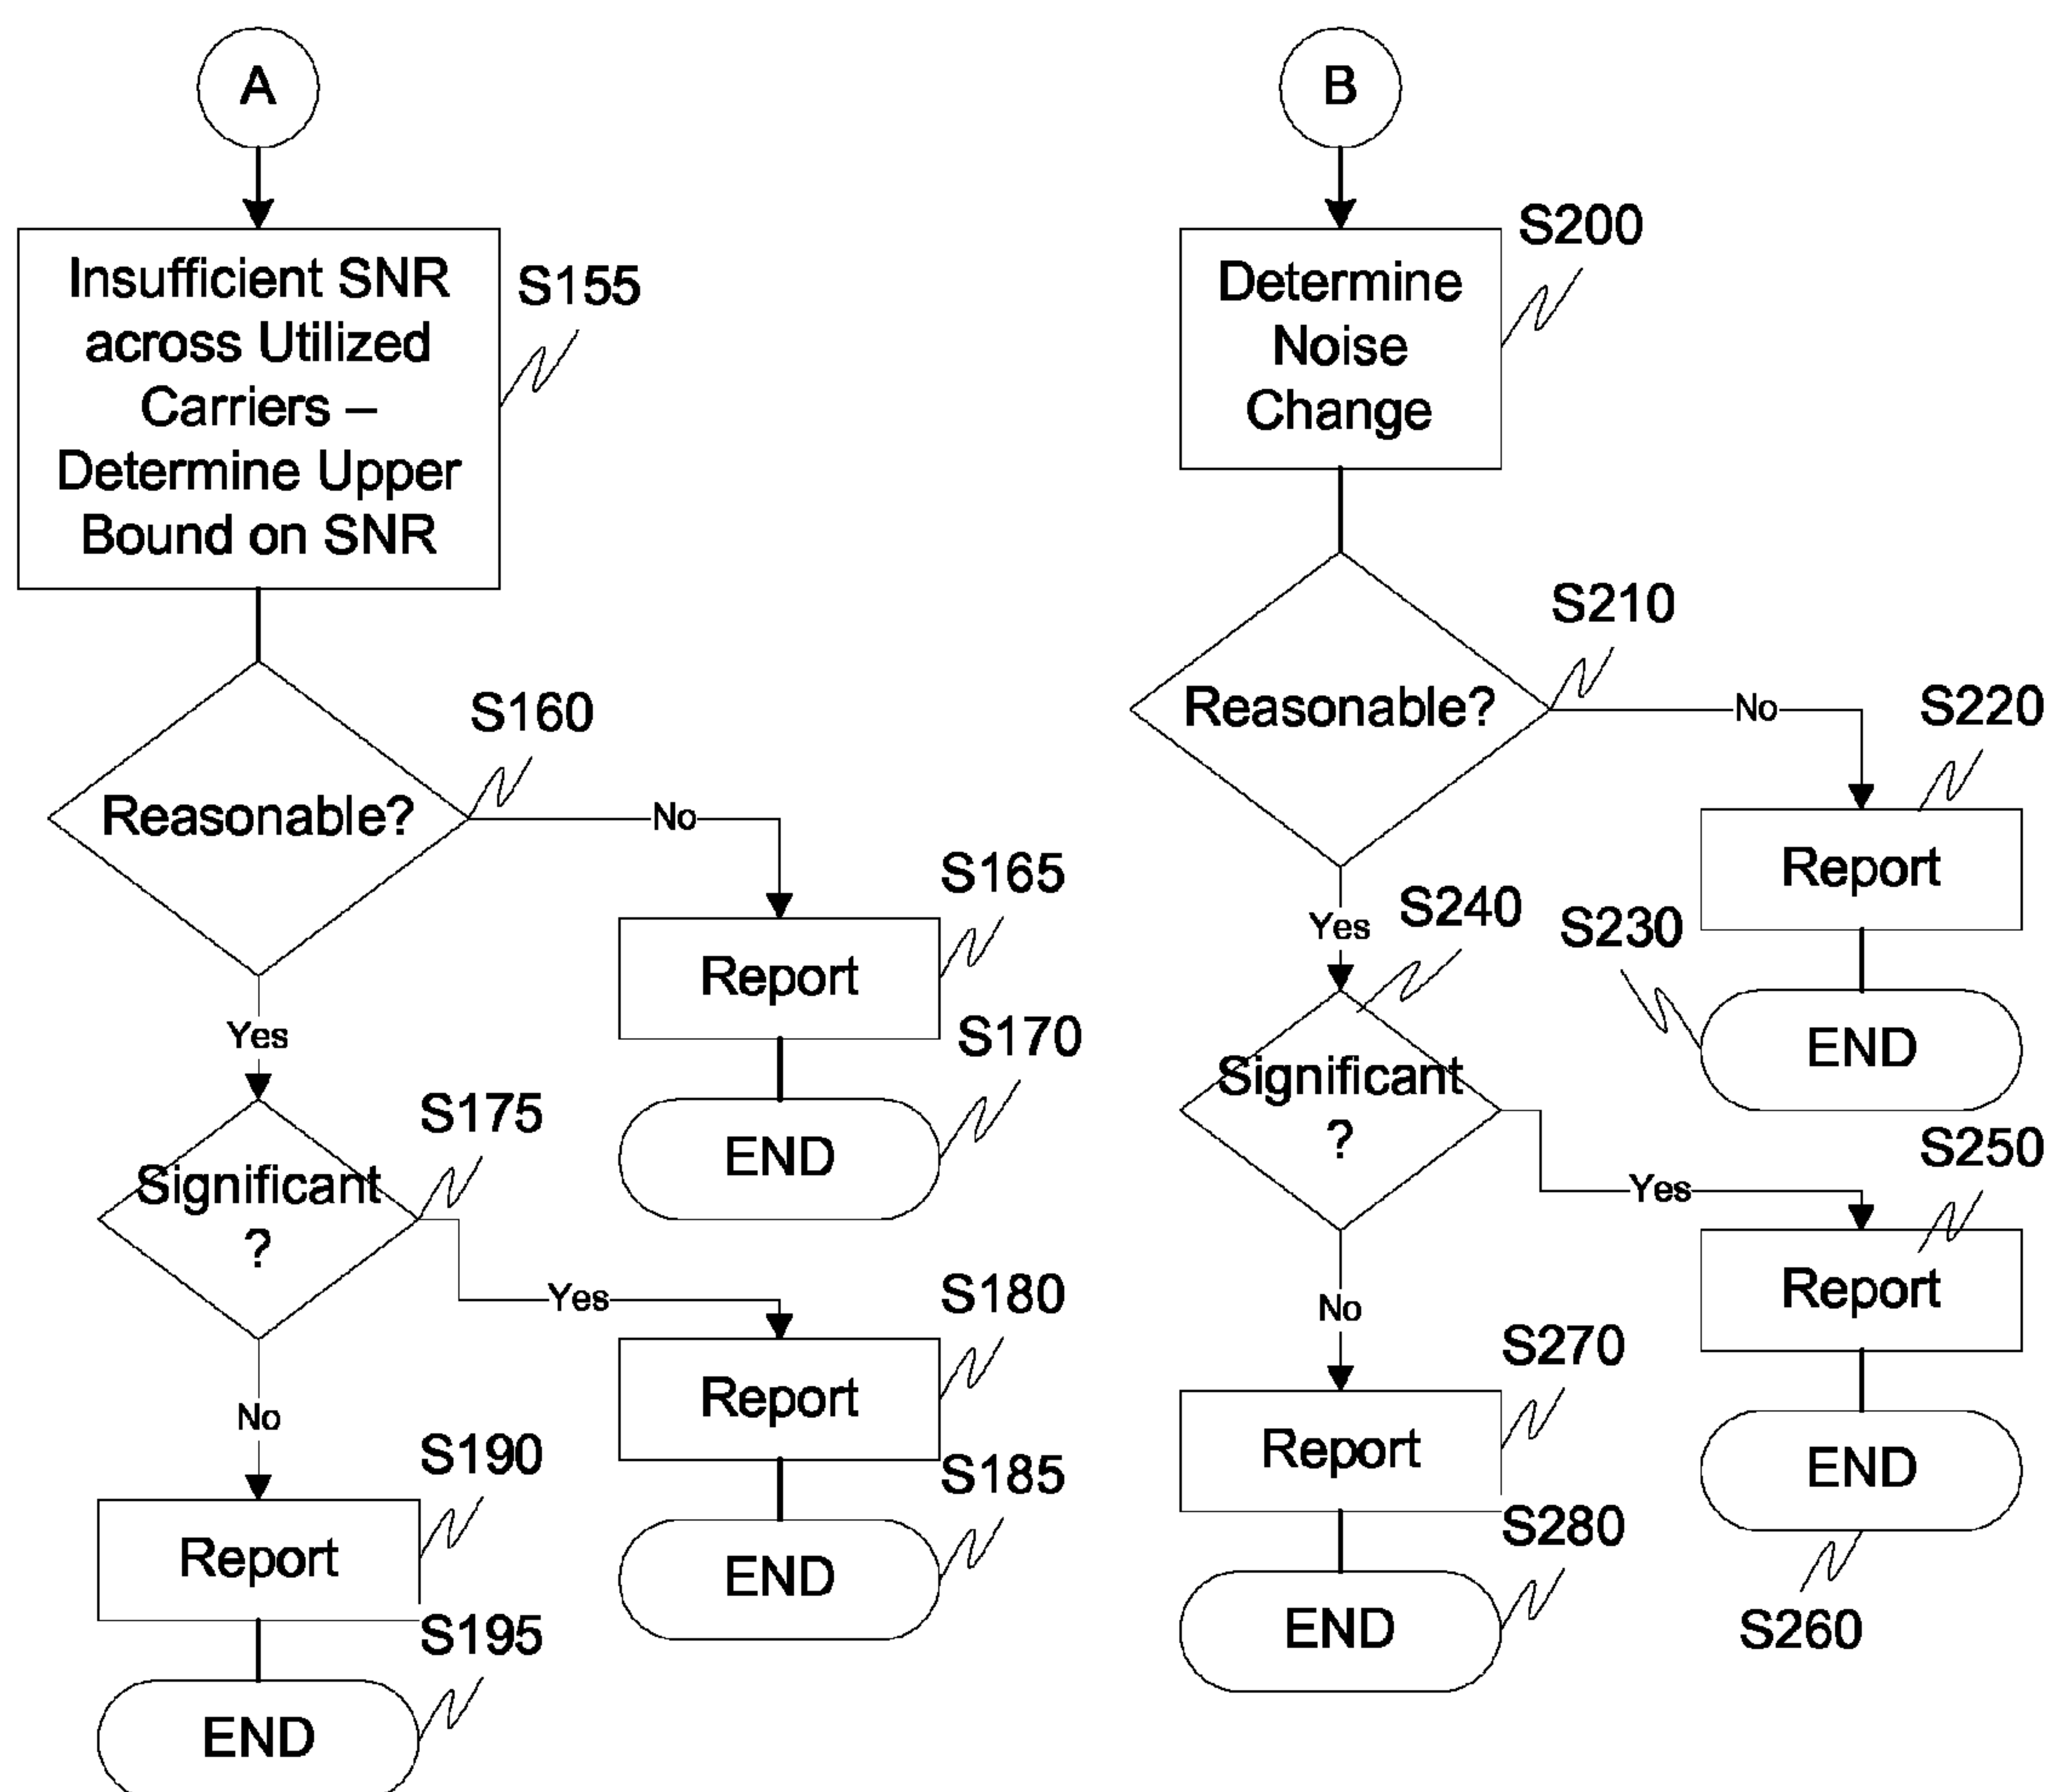 A
Insufficient SNR
across Utilized
Carriers –
Determine Upper
Bound on SNR
S155
Reasonable?
S160
No
S165
Report
S170
END
Yes
S175
Significant
?
Yes
S180
Report
S185
END
No
S190
Report
S195
END
B
S200
Determine
Noise
Change
S210
Reasonable?
No
S220
Report
S230
END
Yes
S240
Significant
?
Yes
S250
Report
END
S260
No
S270
Report
S280
END